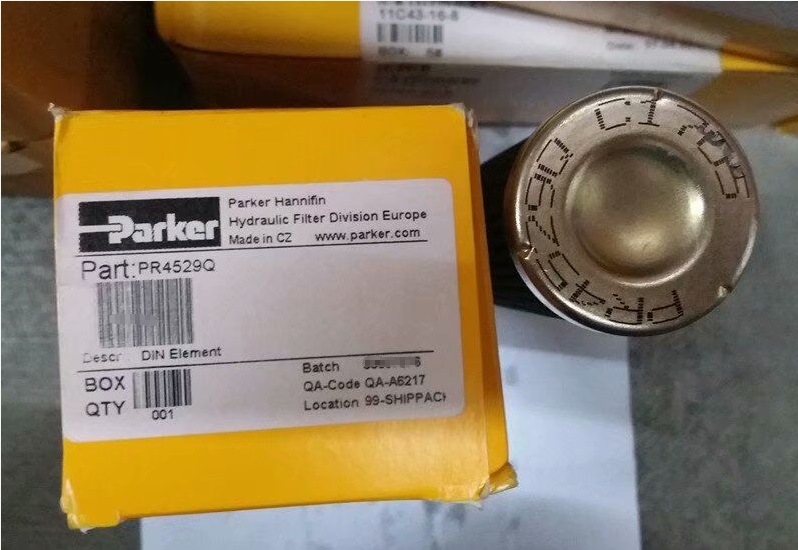 11C43-16-8
BOX
Parker
Parker Hannifin
Hydraulic Filter Division Europe
Made in CZ www.parker.com
Part:PR4529Q
Descr: DIN Element
BOX
QTY
001
Batch
QA-Code QA-A6217
Location 99-SHIPPAC